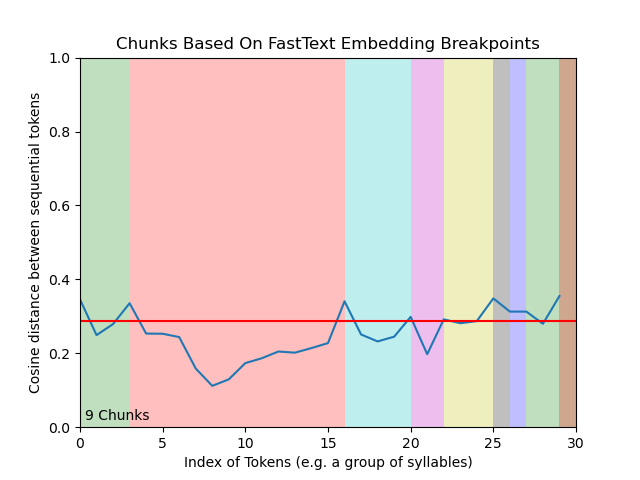 Chunks Based On FastText Embedding Breakpoints
Cosine distance between sequential tokens
1.0
0.8
0.6
0.4
0.2
0.0
9 Chunks
0 5 10 15 20 25 30
Index of Tokens (e.g. a group of syllables)